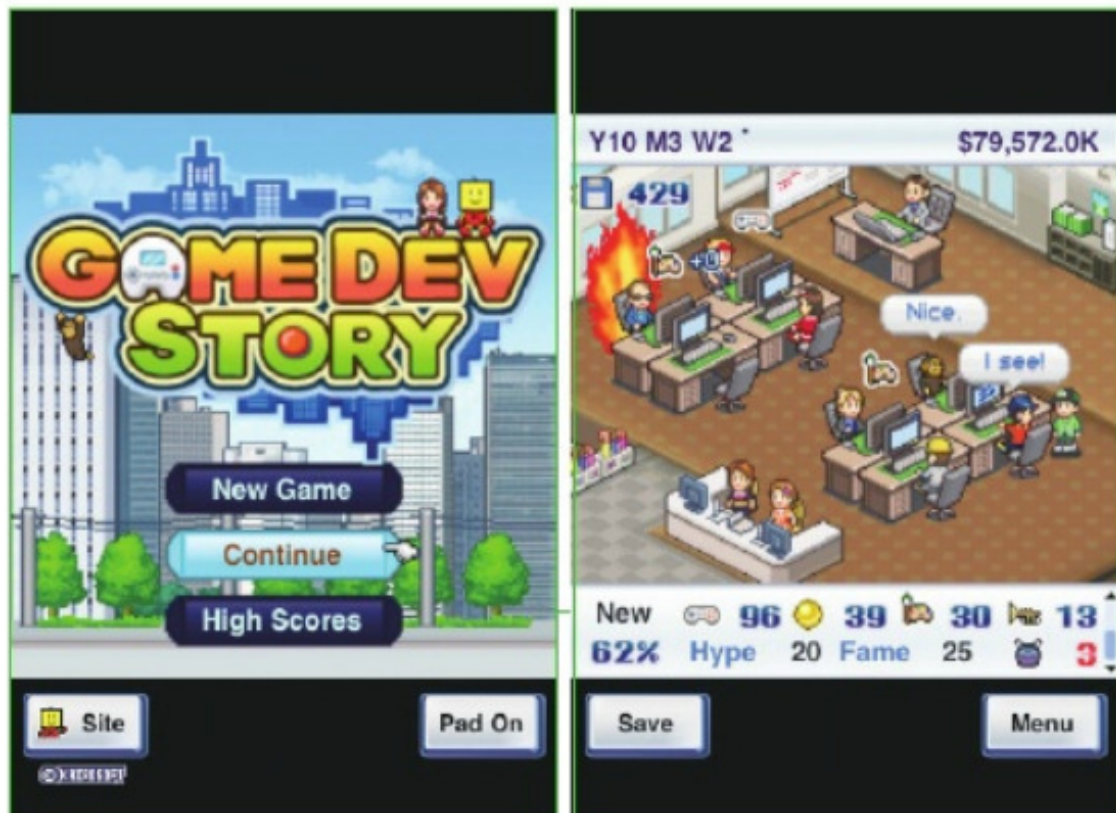 GAME DEV
STORY
New Game
Continue
High Scores
Site
Pad On
Y10 M3 W2
$79,572.0K
429
Nice.
I see!
New 96 39 30 13
62% Hype 20 Fame 25 3
Save
Menu